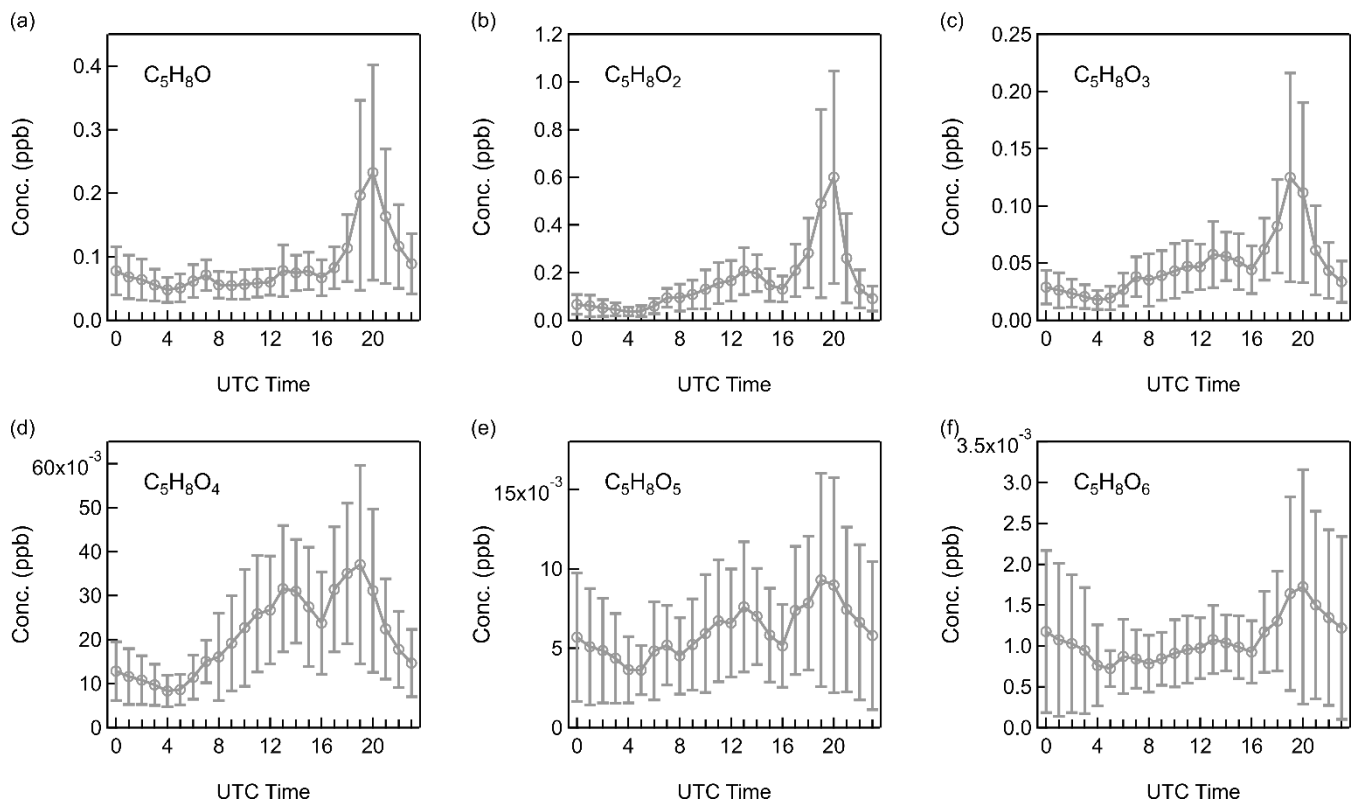 (a)
C₅H₈O
Conc. (ppb)
0.4
0.3
0.2
0.1
0.0
0 4 8 12 16 20
UTC Time
(b)
C₅H₈O₂
Conc. (ppb)
1.2
1.0
0.8
0.6
0.4
0.2
0.0
0 4 8 12 16 20
UTC Time
(c)
C₅H₈O₃
Conc. (ppb)
0.25
0.20
0.15
0.10
0.05
0.00
0 4 8 12 16 20
UTC Time
(d)
C₅H₈O₄
Conc. (ppb)
60x10⁻³
50
40
30
20
10
0
0 4 8 12 16 20
UTC Time
(e)
C₅H₈O₅
Conc. (ppb)
15x10⁻³
10
5
0
0 4 8 12 16 20
UTC Time
(f)
C₅H₈O₆
Conc. (ppb)
3.5x10⁻³
3.0
2.5
2.0
1.5
1.0
0.5
0.0
0 4 8 12 16 20
UTC Time